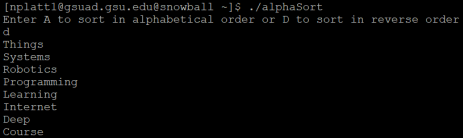 [nplatt1@gsuad.gsu.edu@snowball ~]$ ./alphaSort
Enter A to sort in alphabetical order or D to sort in reverse order
d
Things
Systems
Robotics
Programming
Learning
Internet
Deep
Course